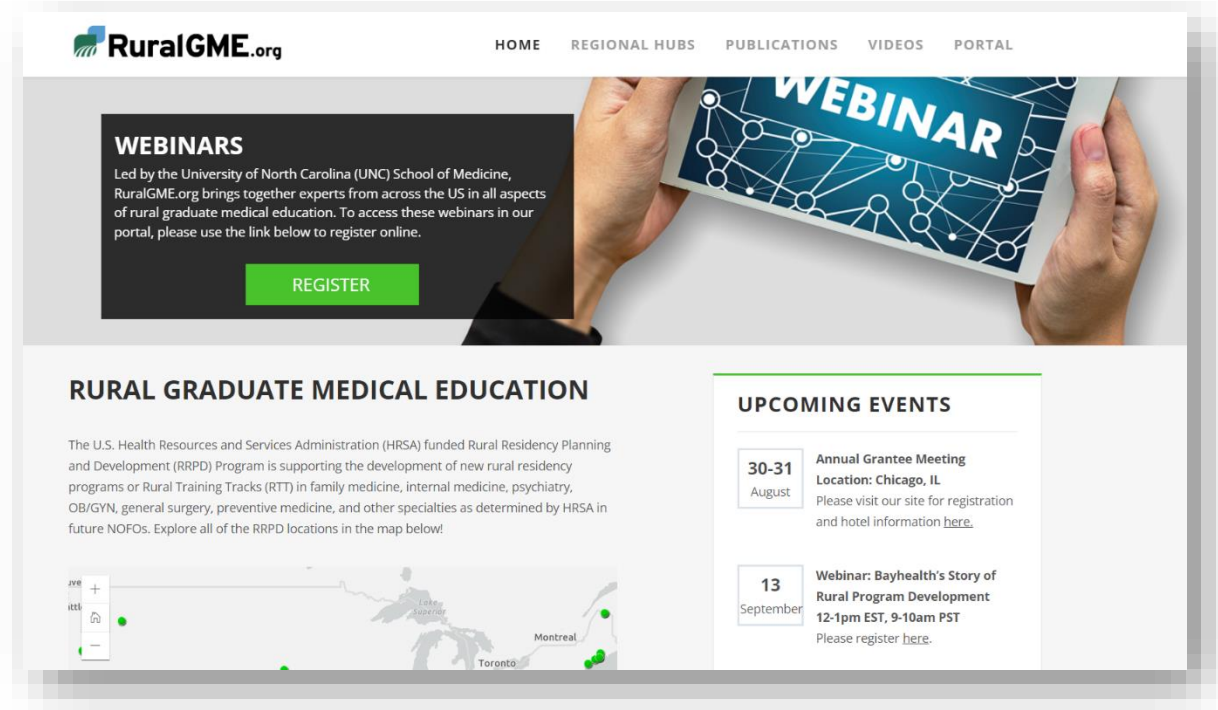 RuralGME.org
HOME REGIONAL HUBS PUBLICATIONS VIDEOS PORTAL
WEBINAR
WEBINARS
Led by the University of North Carolina (UNC) School of Medicine,
RuralGME.org brings together experts from across the US in all aspects
of rural graduate medical education. To access these webinars in our
portal, please use the link below to register online.
REGISTER
RURAL GRADUATE MEDICAL EDUCATION
The U.S. Health Resources and Services Administration (HRSA) funded Rural Residency Planning
and Development (RRPD) Program is supporting the development of new rural residency
programs or Rural Training Tracks (RTT) in family medicine, internal medicine, psychiatry,
OB/GYN, general surgery, preventive medicine, and other specialties as determined by HRSA in
future NOFOs. Explore all of the RRPD locations in the map below!
Lake
Superior
Montreal
Toronto
UPCOMING EVENTS
30-31
August
Annual Grantee Meeting
Location: Chicago, IL
Please visit our site for registration
and hotel information here.
13
September
Webinar: Bayhealth's Story of
Rural Program Development
12-1pm EST, 9-10am PST
Please register here.